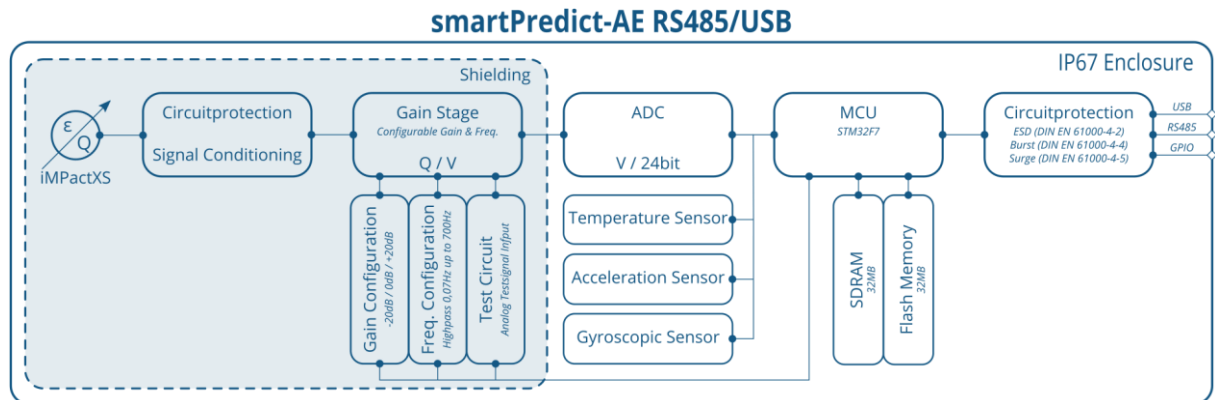 smartPredict-AE RS485/USB
IP67 Enclosure
Shielding
ε
Q
iMPactXS
Circuitprotection
Signal Conditioning
Gain Stage
Configurable Gain & Freq.
Q / V
ADC
V / 24bit
MCU
STM32F7
Circuitprotection
ESD (DIN EN 61000-4-2)
Burst (DIN EN 61000-4-4)
Surge (DIN EN 61000-4-5)
USB
RS485
GPIO
Gain Configuration
-20dB / 0dB / +20dB
Freq. Configuration
Highpass 0,07Hz up to 700Hz
Test Circuit
Analog Testsignal Infput
Temperature Sensor
Acceleration Sensor
Gyroscopic Sensor
SDRAM
32MB
Flash Memory
32MB